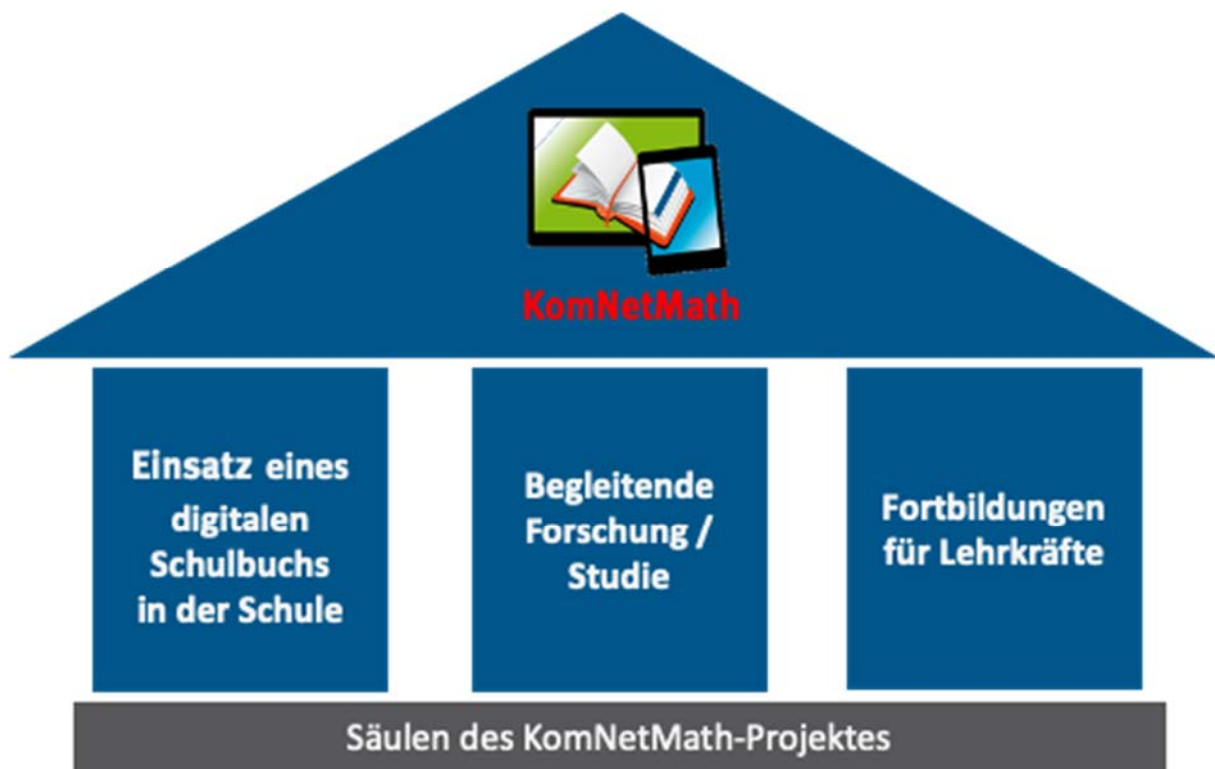 KomNetMath
Einsatz eines
digitalen
Schulbuchs
in der Schule
Begleitende
Forschung /
Studie
Fortbildungen
für Lehrkräfte
Säulen des KomNetMath-Projektes